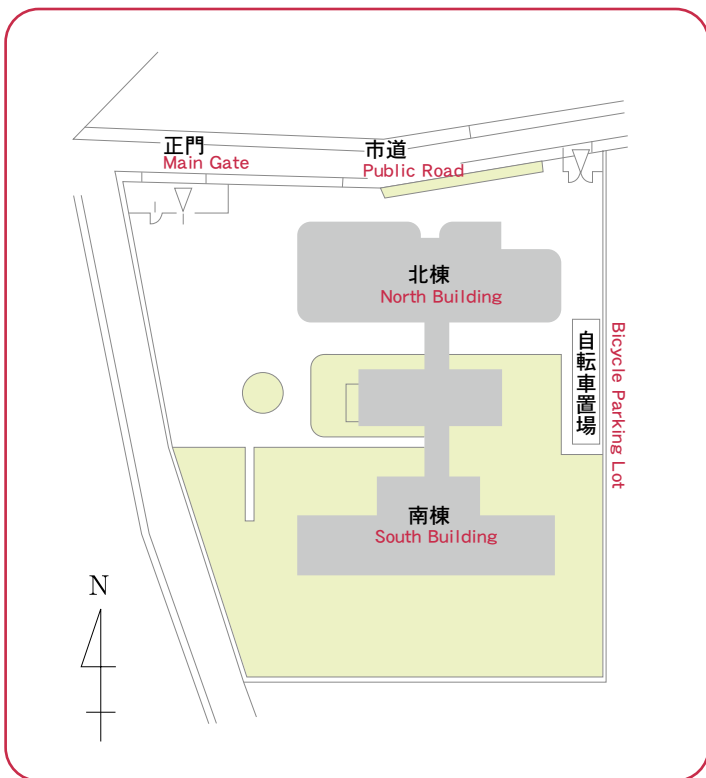 正門
Main Gate
市道
Public Road
北棟
North Building
自転車置場
Bicycle Parking Lot
南棟
South Building
N